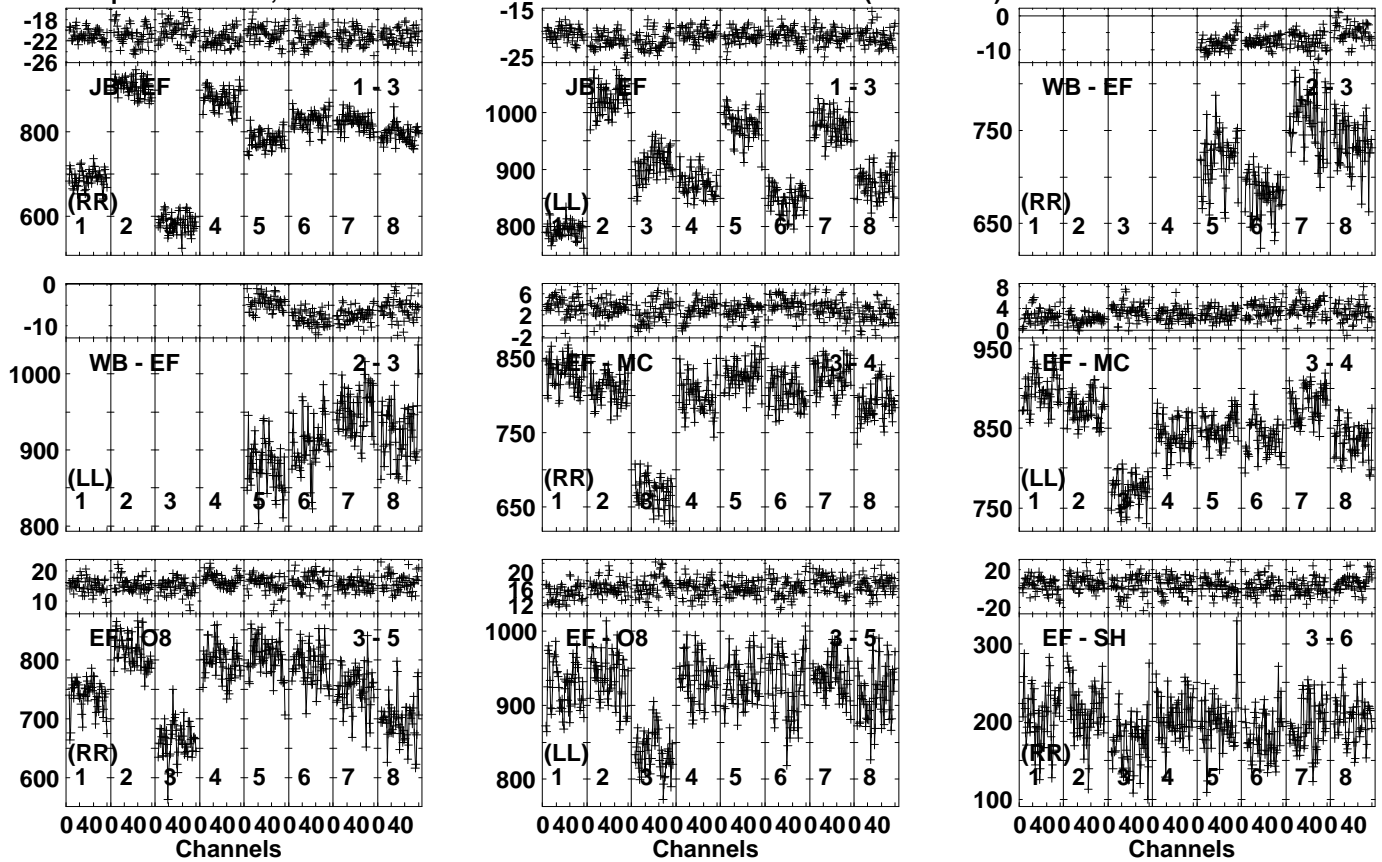 -18
-22
-26
JB - EF 1 - 3
800
600
(RR)
1 2 3 4 5 6 7 8
-15
-25
JB - EF 1 - 3
1000
900
800
(LL)
1 2 3 4 5 6 7 8
0
-10
WB - EF 2 - 3
750
650
(RR)
1 2 3 4 5 6 7 8
0
-10
WB - EF 2 - 3
1000
900
800
(LL)
1 2 3 4 5 6 7 8
6
2
-2
EF - MC 3 - 4
850
750
650
(RR)
1 2 3 4 5 6 7 8
8
4
0
EF - MC 3 - 4
950
850
750
(LL)
1 2 3 4 5 6 7 8
20
10
EF - O8 3 - 5
800
700
600
(RR)
1 2 3 4 5 6 7 8
0 40 0 40 0 40 0 40 0 40 0 40 0 40 0 40
Channels
20
16
12
EF - O8 3 - 5
1000
900
800
(LL)
1 2 3 4 5 6 7 8
0 40 0 40 0 40 0 40 0 40 0 40 0 40 0 40
Channels
20
-20
EF - SH 3 - 6
300
200
100
(RR)
1 2 3 4 5 6 7 8
0 40 0 40 0 40 0 40 0 40 0 40 0 40 0 40
Channels